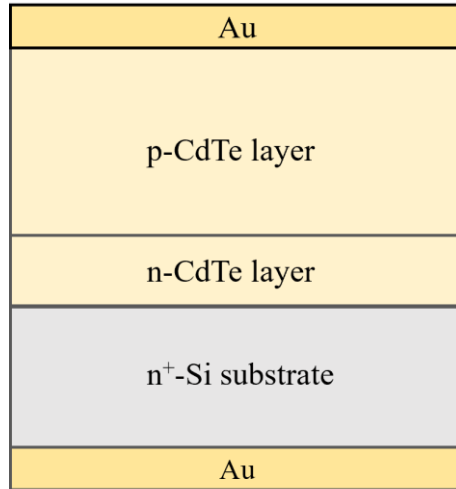 Au
p-CdTe layer
n-CdTe layer
n⁺-Si substrate
Au